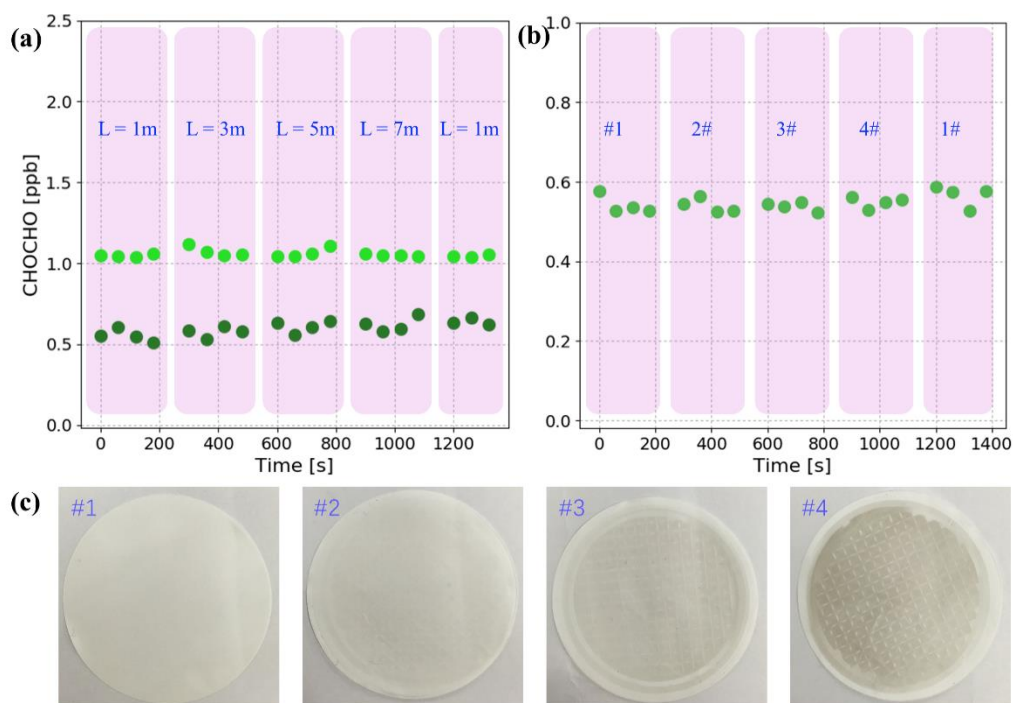 (a)
2.5
2.0
1.5
1.0
0.5
0.0
CHOCHO [ppb]
L = 1m L = 3m L = 5m L = 7m L = 1m
0 200 400 600 800 1000 1200
Time [s]
(b)
1.0
0.8
0.6
0.4
0.2
0.0
#1 2# 3# 4# 1#
0 200 400 600 800 1000 1200 1400
Time [s]
(c)
#1 #2 #3 #4